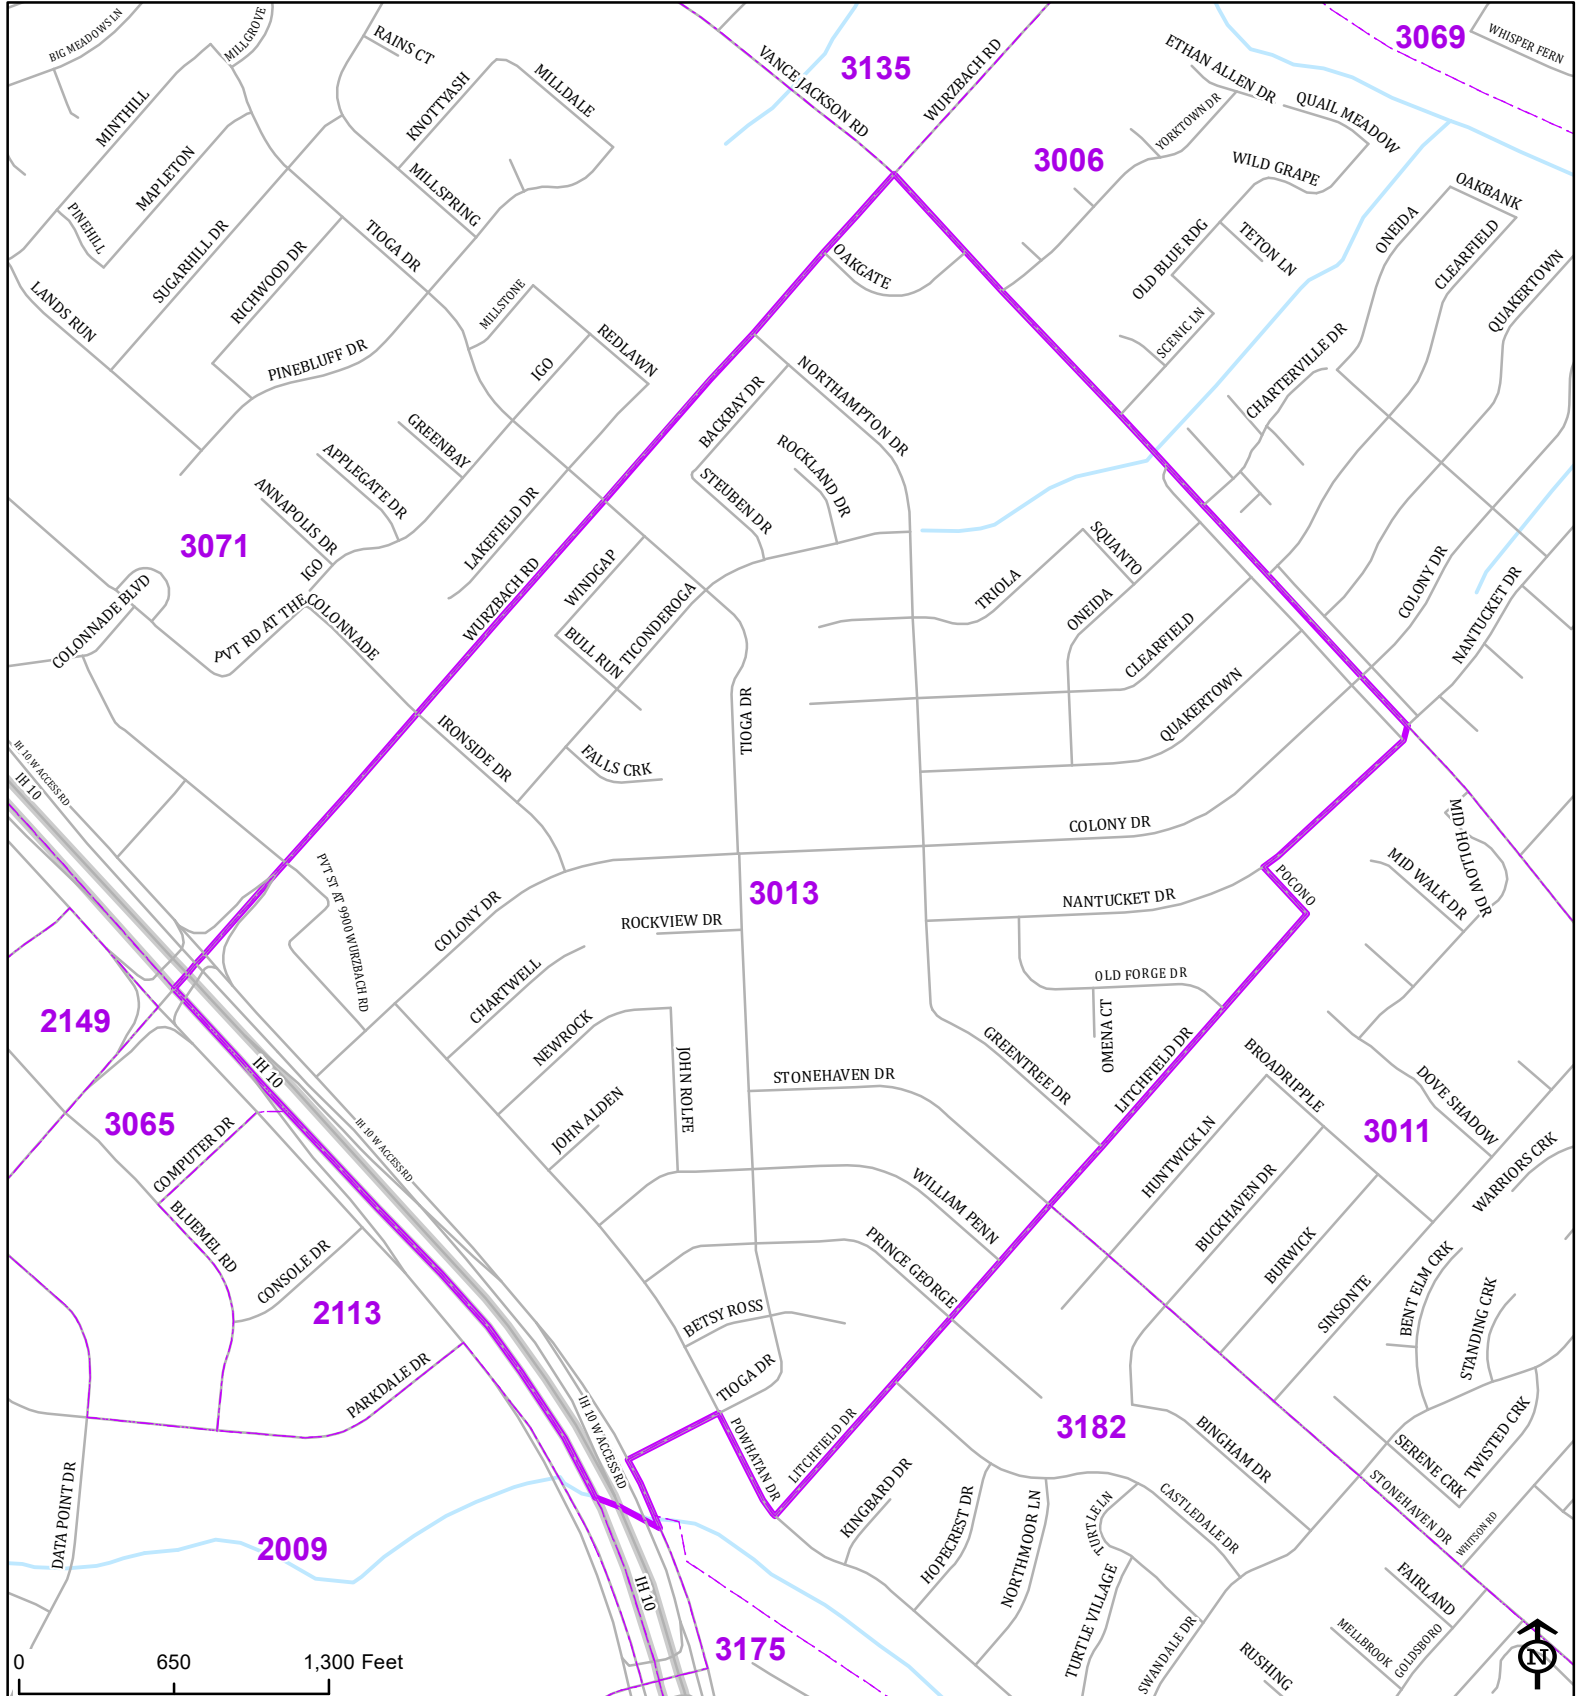 BIG MEADOWS LN
MILLGROVE
RAINS CT
KNOTTYASH
MILLDALE
MINTHILL
MAPLETON
MILLSPRING
PINEHILL
SUGARHILL DR
RICHWOOD DR
TIOGA DR
LANDS RUN
MILLSTONE
REDLAWN
IGO
PINEBLUFF DR
GREENBAY
APPLEGATE DR
ANNAPOLIS DR
LAKEFIELD DR
3071
IGO
COLONNADE BLVD
PVT RD AT THE COLONNADE
WURZBACH RD
VANCE JACKSON RD
3135
WURZBACH RD
3069
WHISPER FERN
ETHAN ALLEN DR
QUAIL MEADOW
YORKTOWN DR
3006
WILD GRAPE
OAKBANK
ONEIDA
CLEARFIELD
QUAKERTOWN
OLD BLUE RDG
TETON LN
SCENIC LN
CHARTERVILLE DR
OAKGATE
NORTHAMPTON DR
BACKBAY DR
ROCKLAND DR
STEUBEN DR
WINDGAP
TICONDEROGA
BULL RUN
SQUANTO
TRIOLA
ONEIDA
CLEARFIELD
QUAKERTOWN
COLONY DR
NANTUCKET DR
TIOGA DR
IRONSIDE DR
FALLS CRK
IH 10 W ACCESS RD
IH 10
COLONY DR
MID HOLLOW DR
MID WALK DR
PVT ST AT 9900 WURZBACH RD
3013
POCONO
NANTUCKET DR
COLONY DR
ROCKVIEW DR
CHARTWELL
OLD FORGE DR
OMENA CT
2149
NEWROCK
JOHN ROLFE
STONEHAVEN DR
GREENTREE DR
LITCHFIELD DR
BROADRIPPLE
DOVE SHADOW
IH 10
3065
COMPUTER DR
IH 10 W ACCESS RD
JOHN ALDEN
3011
HUNTWICK LN
WARRIORS CRK
BLUEMEL RD
CONSOLE DR
WILLIAM PENN
PRINCE GEORGE
BUCKHAVEN DR
BURWICK
SINSONTE
BENT ELM CRK
STANDING CRK
2113
BETSY ROSS
PARKDALE DR
TIOGA DR
IH 10 W ACCESS RD
POWHATAN DR
LITCHFIELD DR
3182
BINGHAM DR
SERENE CRK
TWISTED CRK
STONEHAVEN DR
WHITSON RD
KINGBARD DR
HOPECREST DR
NORTHMOOR LN
TURTLE LN
CASTLEDALE DR
DATA POINT DR
2009
IH 10
TURTLE VILLAGE
SWANDALE DR
FAIRLAND
MELLBROOK
GOLDSBORO
RUSHING
3175
0 650 1,300 Feet
N